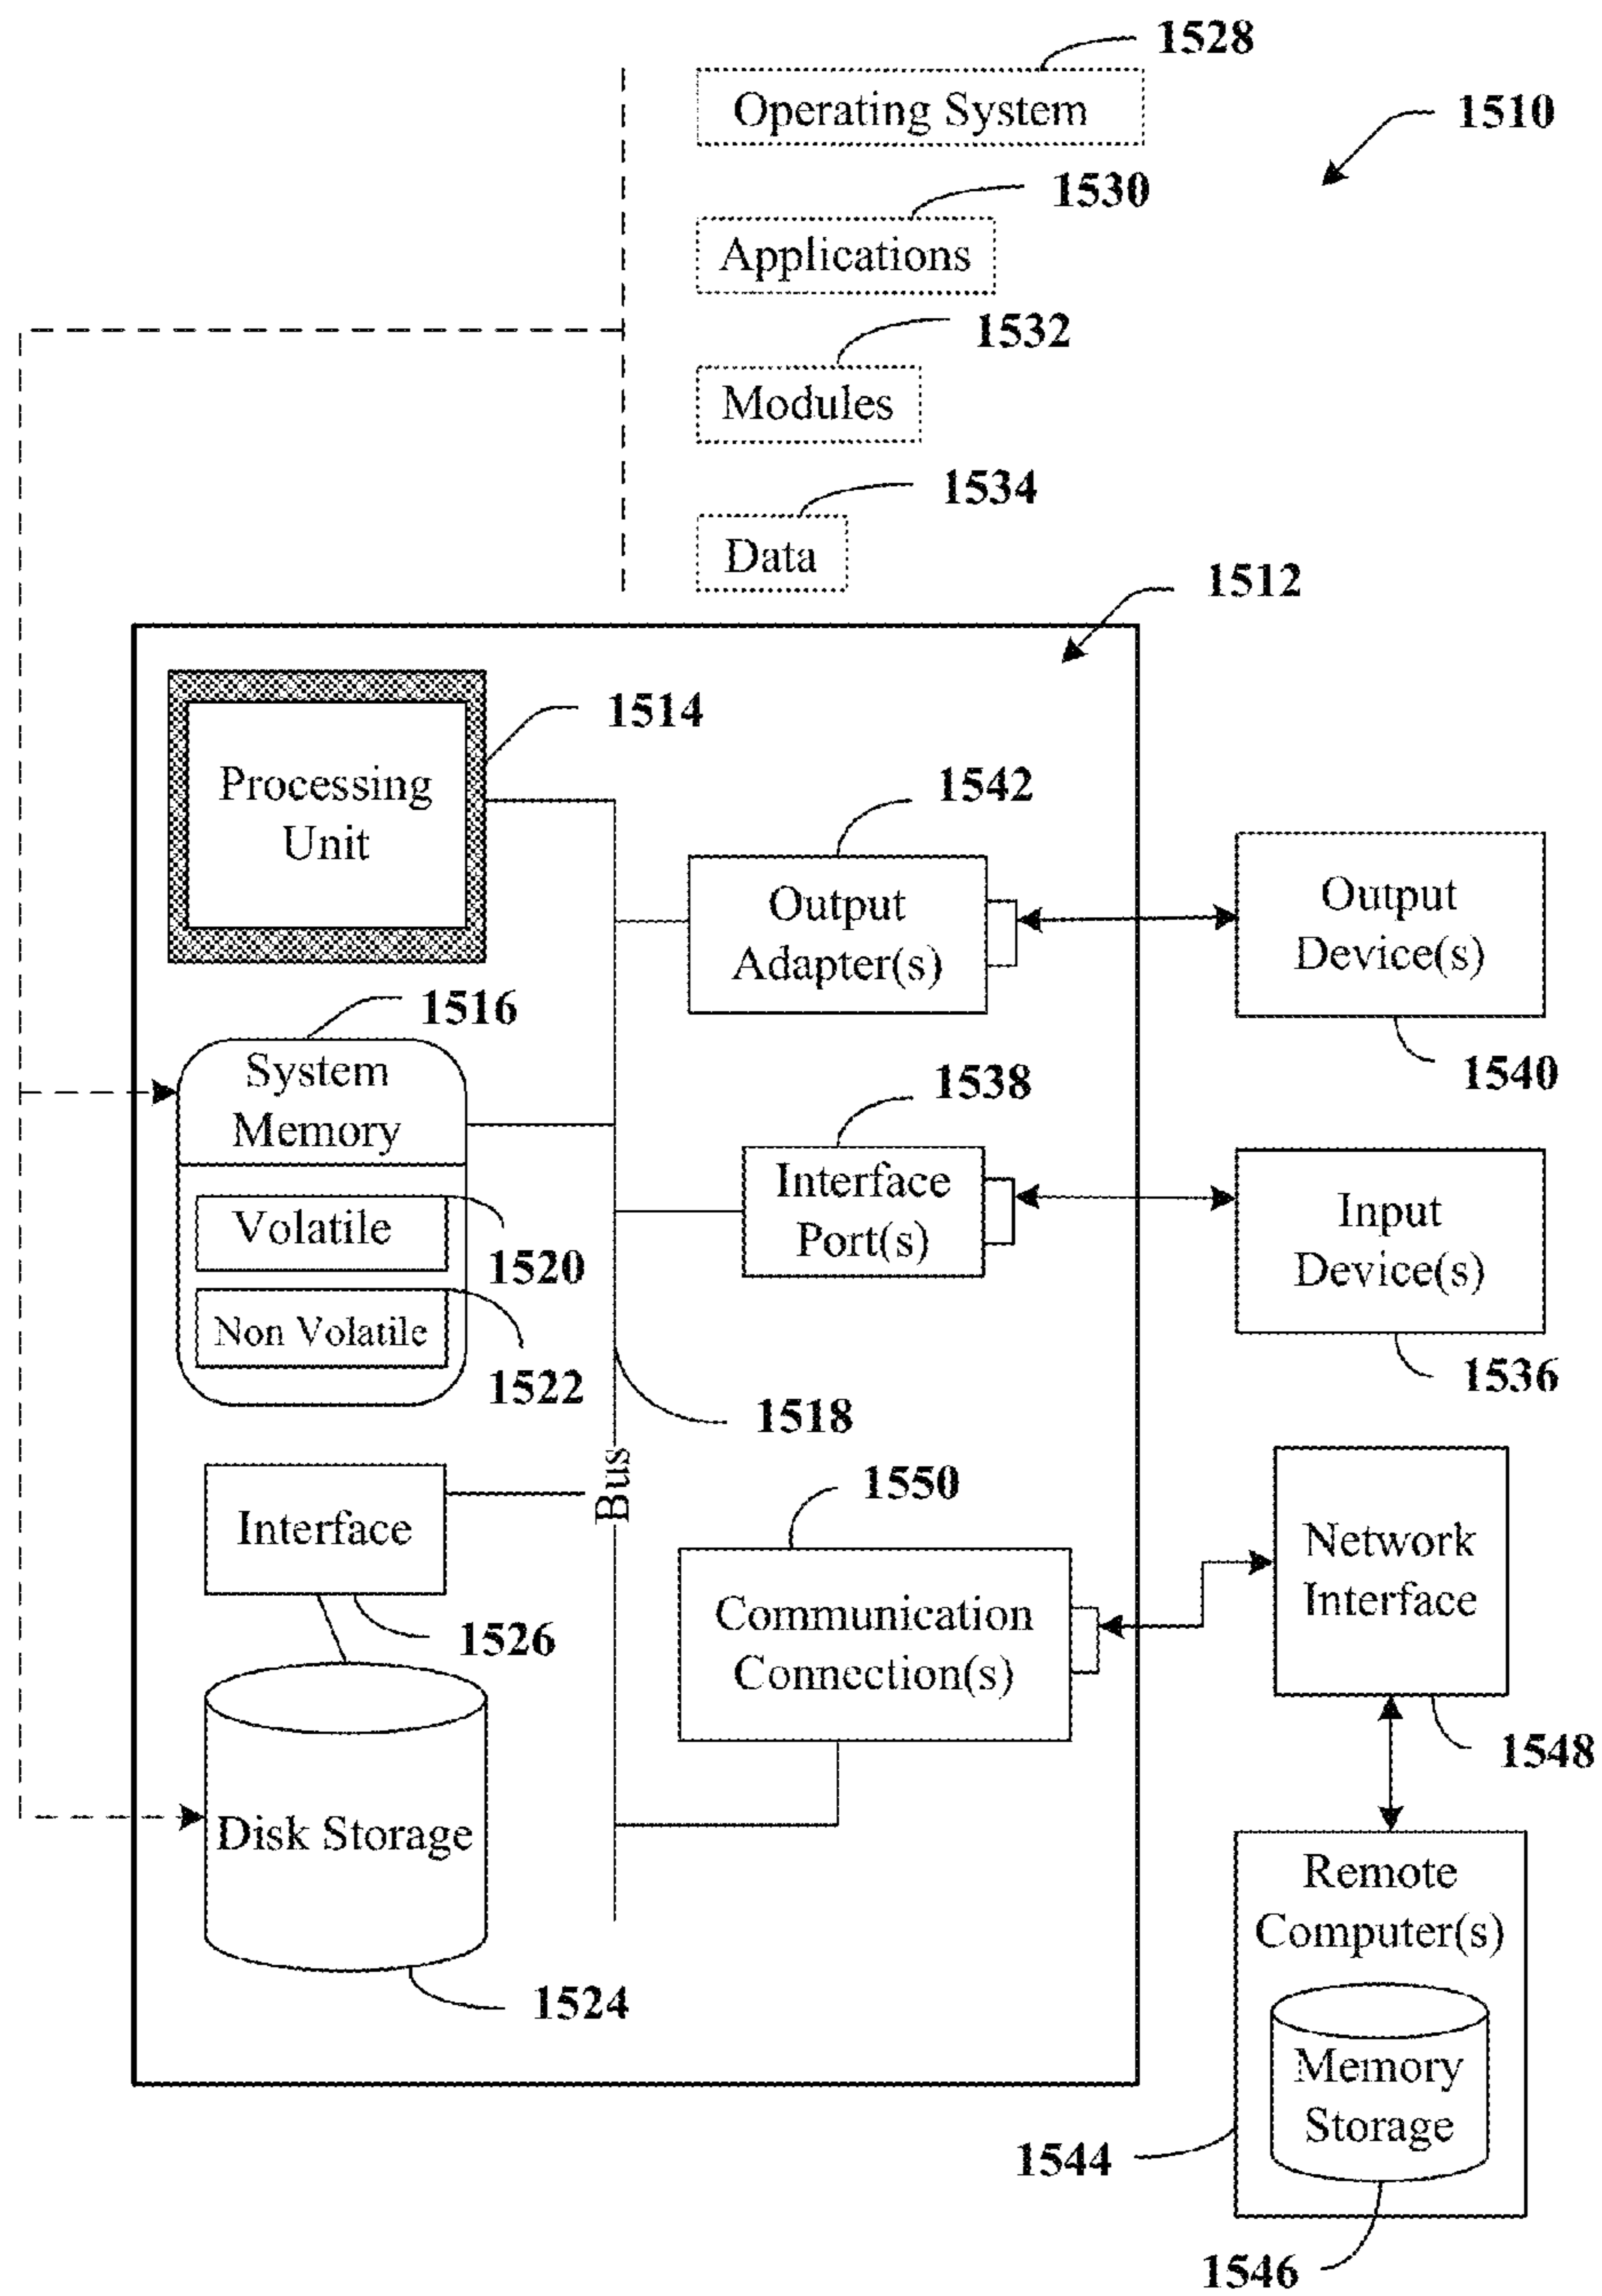 1528
Operating System
1510
1530
Applications
1532
Modules
1534
Data
1512
1514
Processing
Unit
1542
Output
Adapter(s)
Output
Device(s)
1540
1516
System
Memory
1538
Interface
Port(s)
Input
Device(s)
1536
Volatile
1520
Non Volatile
1522
1518
Bus
Interface
1526
1550
Communication
Connection(s)
Network
Interface
1548
Disk Storage
1524
Remote
Computer(s)
Memory
Storage
1544
1546